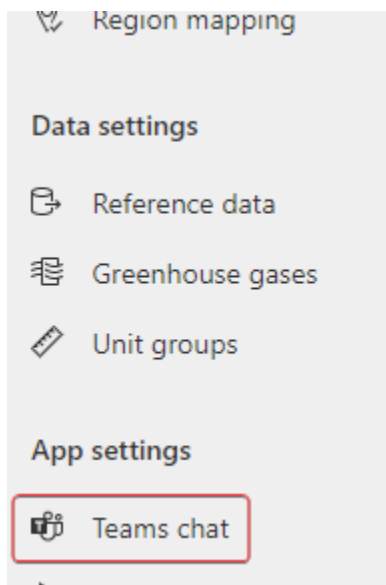 Region mapping
Data settings
Reference data
Greenhouse gases
Unit groups
App settings
Teams chat